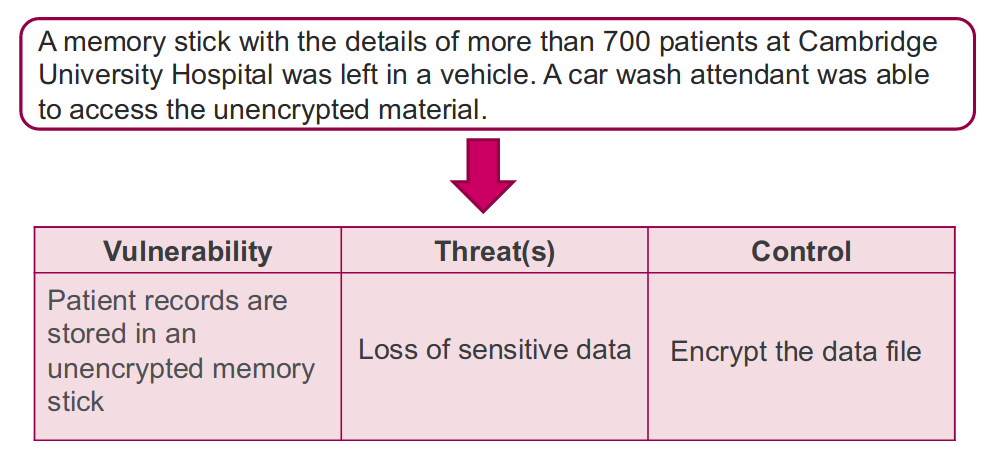 A memory stick with the details of more than 700 patients at Cambridge
University Hospital was left in a vehicle. A car wash attendant was able
to access the unencrypted material.
Vulnerability
Threat(s)
Control
Patient records are
stored in an
unencrypted memory
stick
Loss of sensitive data
Encrypt the data file